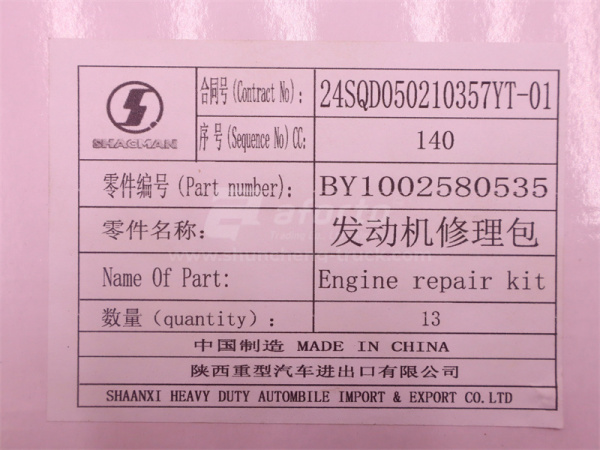 SHACMAN
合同号(Contract No): 24SQD050210357YT-01
序号(Sequence No)CC: 140
零件编号(Part number): BY1002580535
零件名称: 发动机修理包
Name Of Part: Engine repair kit
数量(quantity): 13
中国制造 MADE IN CHINA
陕西重型汽车进出口有限公司
SHAANXI HEAVY DUTY AUTOMBILE IMPORT & EXPORT CO.LTD